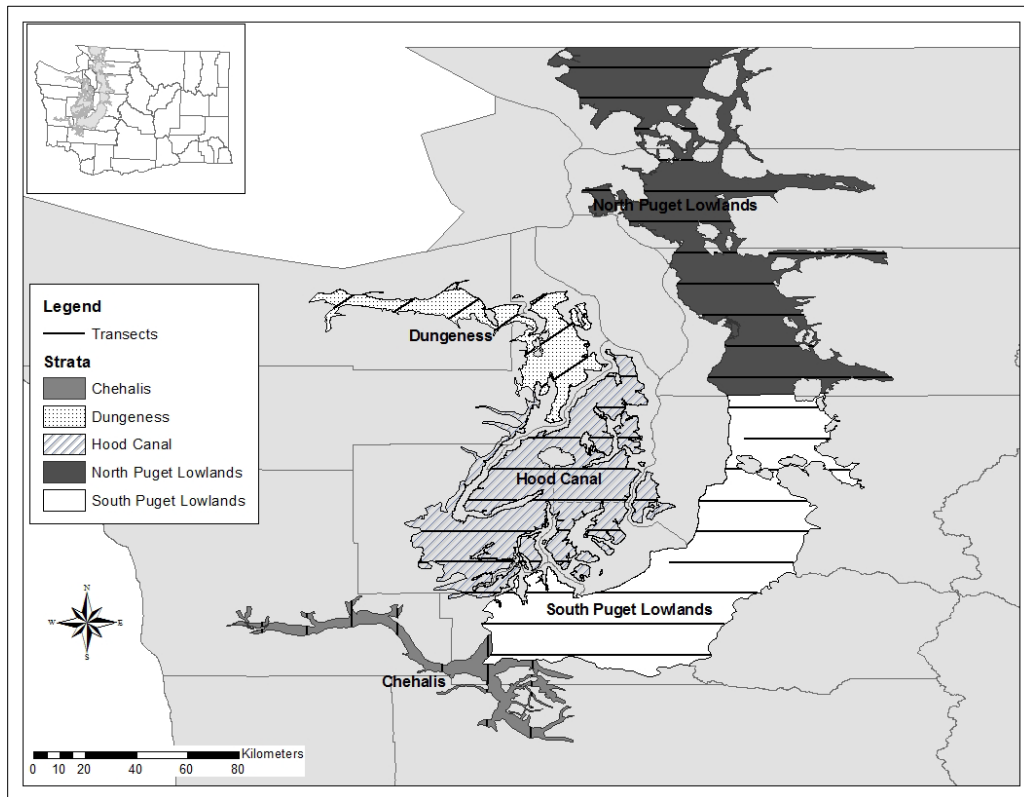 North Puget Lowlands
Legend
Transects
Strata
Chehalis
Dungeness
Hood Canal
North Puget Lowlands
South Puget Lowlands
Dungeness
Hood Canal
South Puget Lowlands
Chehalis
N
W E
S
Kilometers
0 10 20 40 60 80